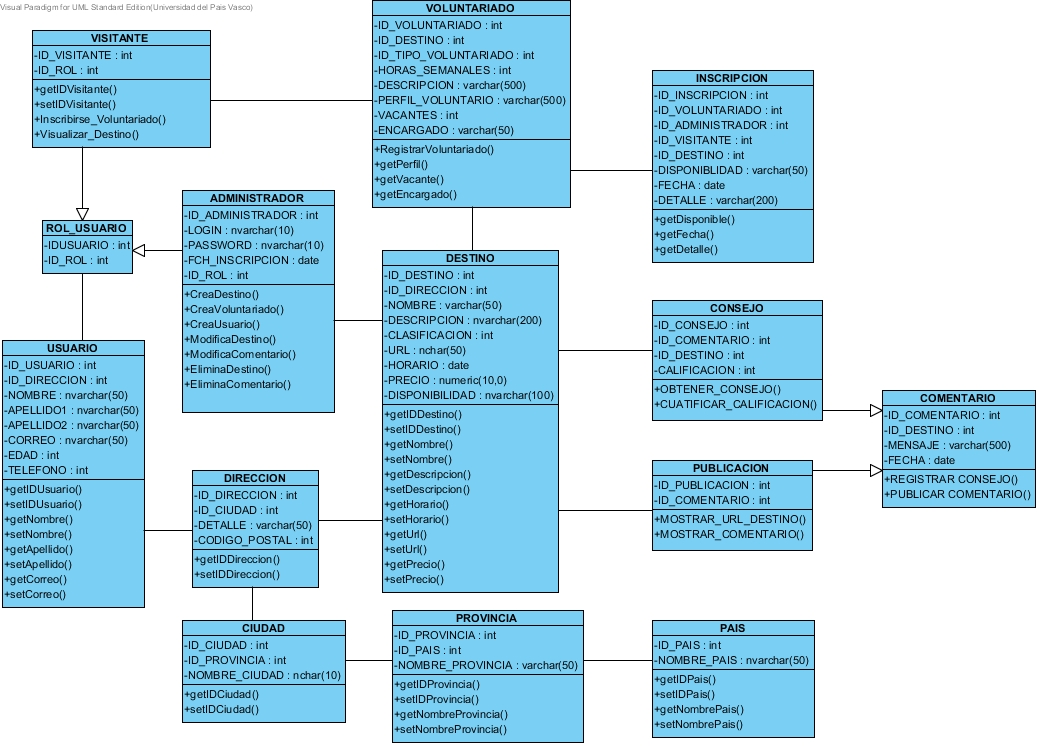 Visual Paradigm for UML Standard Edition(Universidad del Pais Vasco)
VISITANTE
-ID_VISITANTE : int
-ID_ROL : int
+getIDVisitante()
+setIDVisitante()
+Inscribirse_Voluntariado()
+Visualizar_Destino()
VOLUNTARIADO
-ID_VOLUNTARIADO : int
-ID_DESTINO : int
-ID_TIPO_VOLUNTARIADO : int
-HORAS_SEMANALES : int
-DESCRIPCION : varchar(500)
-PERFIL_VOLUNTARIO : varchar(500)
-VACANTES : int
-ENCARGADO : varchar(50)
+RegistrarVoluntariado()
+getPerfil()
+getVacante()
+getEncargado()
INSCRIPCION
-ID_INSCRIPCION : int
-ID_VOLUNTARIADO : int
-ID_ADMINISTRADOR : int
-ID_VISITANTE : int
-ID_DESTINO : int
-DISPONIBLIDAD : varchar(50)
-FECHA : date
-DETALLE : varchar(200)
+getDisponible()
+getFecha()
+getDetalle()
ROL_USUARIO
-IDUSUARIO : int
-ID_ROL : int
ADMINISTRADOR
-ID_ADMINISTRADOR : int
-LOGIN : nvarchar(10)
-PASSWORD : nvarchar(10)
-FCH_INSCRIPCION : date
-ID_ROL : int
+CreaDestino()
+CreaVoluntariado()
+CreaUsuario()
+ModificaDestino()
+ModificaComentario()
+EliminaDestino()
+EliminaComentario()
DESTINO
-ID_DESTINO : int
-ID_DIRECCION : int
-NOMBRE : varchar(50)
-DESCRIPCION : nvarchar(200)
-CLASIFICACION : int
-URL : nchar(50)
-HORARIO : date
-PRECIO : numeric(10,0)
-DISPONIBILIDAD : nvarchar(100)
+getIDDestino()
+setIDDestino()
+getNombre()
+setNombre()
+getDescripcion()
+setDescripcion()
+getHorario()
+setHorario()
+getUrl()
+setUrl()
+getPrecio()
+setPrecio()
CONSEJO
-ID_CONSEJO : int
-ID_COMENTARIO : int
-ID_DESTINO : int
-CALIFICACION : int
+OBTENER_CONSEJO()
+CUATIFICAR_CALIFICACION()
COMENTARIO
-ID_COMENTARIO : int
-ID_DESTINO : int
-MENSAJE : varchar(500)
-FECHA : date
+REGISTRAR CONSEJO()
+PUBLICAR COMENTARIO()
USUARIO
-ID_USUARIO : int
-ID_DIRECCION : int
-NOMBRE : nvarchar(50)
-APELLIDO1 : nvarchar(50)
-APELLIDO2 : nvarchar(50)
-CORREO : nvarchar(50)
-EDAD : int
-TELEFONO : int
+getIDUsuario()
+setIDUsuario()
+getNombre()
+setNombre()
+getApellido()
+setApellido()
+getCorreo()
+setCorreo()
DIRECCION
-ID_DIRECCION : int
-ID_CIUDAD : int
-DETALLE : varchar(50)
-CODIGO_POSTAL : int
+getIDDireccion()
+setIDDireccion()
PUBLICACION
-ID_PUBLICACION : int
-ID_COMENTARIO : int
+MOSTRAR_URL_DESTINO()
+MOSTRAR_COMENTARIO()
CIUDAD
-ID_CIUDAD : int
-ID_PROVINCIA : int
-NOMBRE_CIUDAD : nchar(10)
+getIDCiudad()
+setIDCiudad()
PROVINCIA
-ID_PROVINCIA : int
-ID_PAIS : int
-NOMBRE_PROVINCIA : varchar(50)
+getIDProvincia()
+setIDProvincia()
+getNombreProvincia()
+setNombreProvincia()
PAIS
-ID_PAIS : int
-NOMBRE_PAIS : nvarchar(50)
+getIDPais()
+setIDPais()
+getNombrePais()
+setNombrePais()